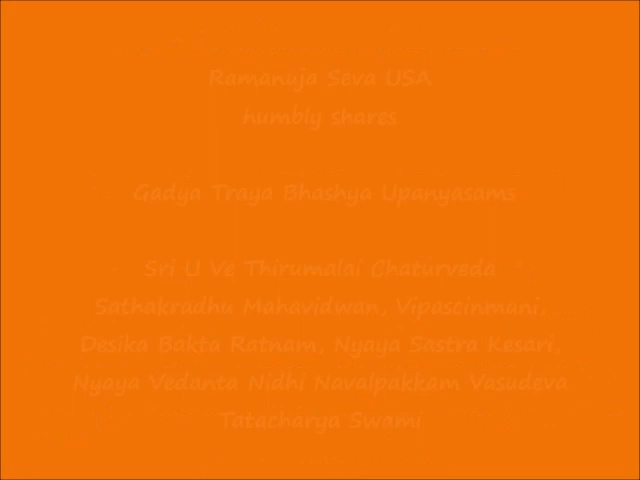 Ramanuja Seva USA
humbly shares
Gadya Traya Bhashya Upanyasams
Sri U Ve Thirumalai Chaturveda
Sathakradhu Mahavidwan, Vipascinmani,
Desika Bakta Ratnam, Nyaya Sastra Kesari,
Nyaya Vedanta Nidhi Navalpakkam Vasudeva
Tatacharya Swami